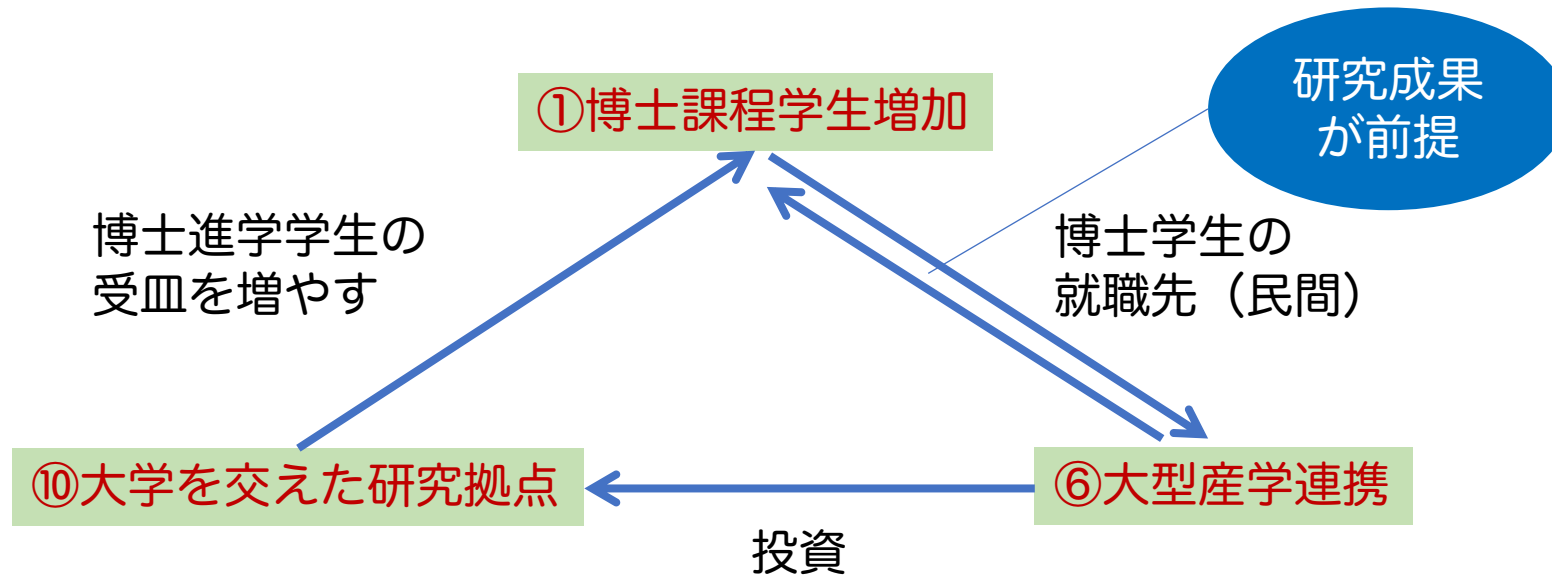 研究成果
が前提
①博士課程学生増加
博士進学学生の
受皿を増やす
博士学生の
就職先（民間）
⑩大学を交えた研究拠点
⑥大型産学連携
投資